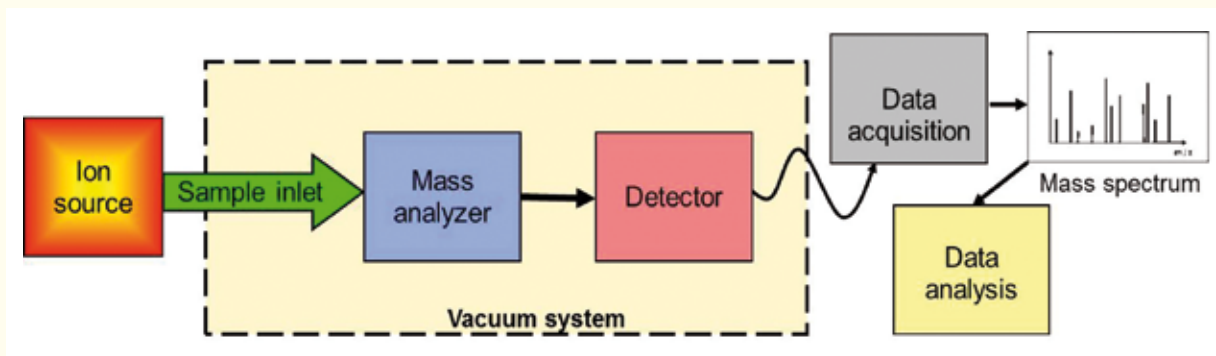 Ion
source
Sample inlet
Mass
analyzer
Detector
Vacuum system
Data
acquisition
m/z
Mass spectrum
Data
analysis